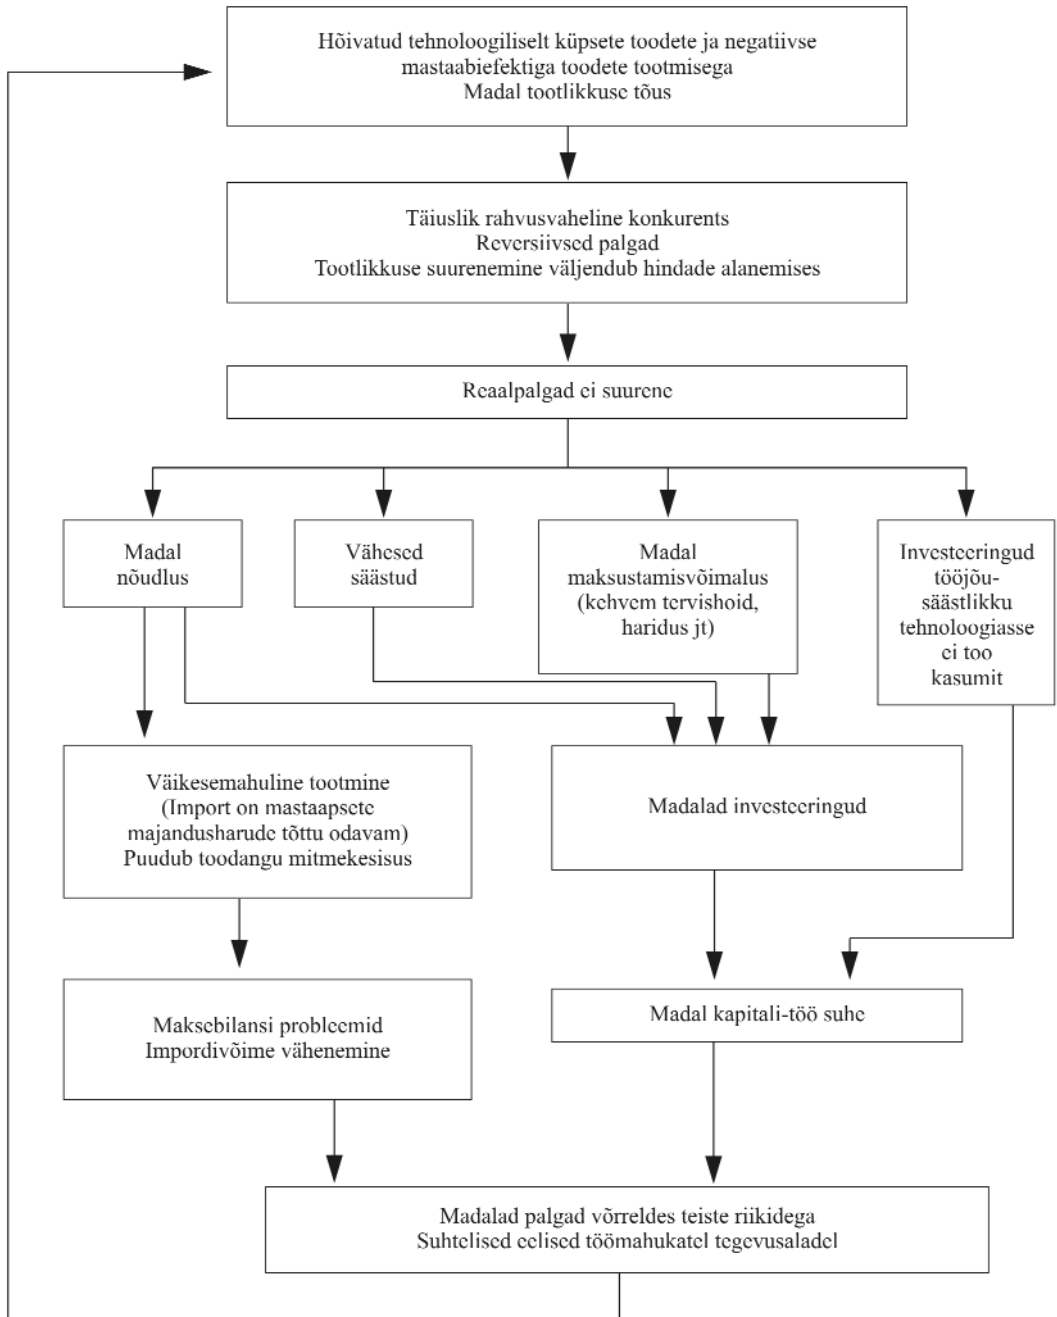 Hõivatud tehnoloogiliselt küpsete toodete ja negatiivse
mastaabiefektiga toodete tootmisega
Madal tootlikkuse tõus
Täiuslik rahvusvaheline konkurents
Reversiivsed palgad
Tootlikkuse suurenemine väljendub hindade alanemises
Reaalpalgad ei suurene
Madal
nõudlus
Vähesed
säästud
Madal
maksustamisvõimalus
(kehvem tervishoid,
haridus jt)
Investeeringud
tööjõu-
säästlikku
tehnoloogiasse
ei too
kasumit
Väikesemahuline tootmine
(Import on mastaapsete
majandusharude tõttu odavam)
Puudub toodangu mitmekesisus
Madalad investeeringud
Maksebilansi probleemid
Impordivõime vähenemine
Madal kapitali-töö suhe
Madalad palgad võrreldes teiste riikidega
Suhtelised eelised töömahukatel tegevusaladel